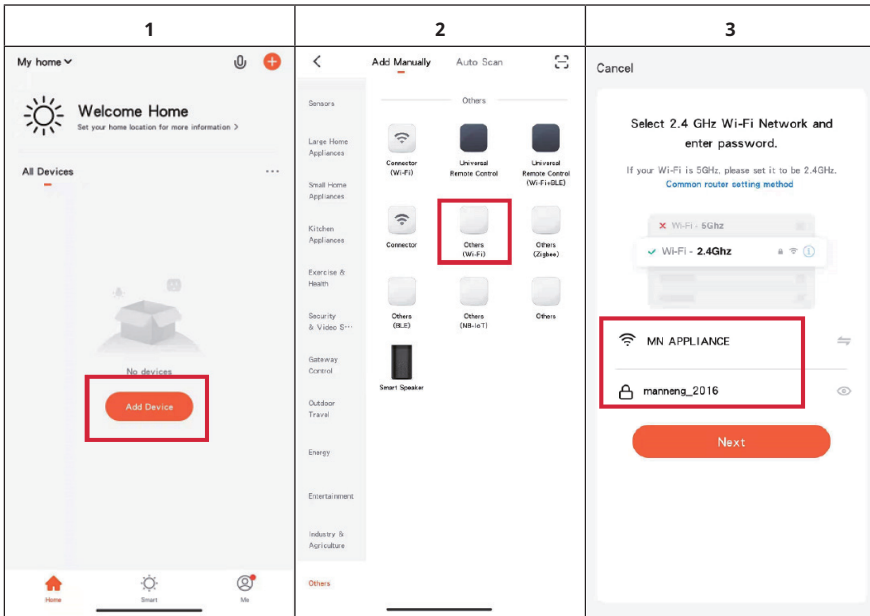 1
2
3
My home
Welcome Home
Set your home location for more information >
All Devices
...
No devices
Add Device
Home
Smart
Me
Add Manually
Auto Scan
Sensors
Large Home
Appliances
Small Home
Appliances
Kitchen
Appliances
Exercise &
Health
Security
& Video S...
Gateway
Control
Outdoor
Travel
Energy
Entertainment
Industry &
Agriculture
Others
Others
Connector
(Wi-Fi)
Universal
Remote Control
Universal
Remote Control
(Wi-Fi+BLE)
Connector
Others
(Wi-Fi)
Others
(Zigbee)
Others
(BLE)
Others
(NB-IoT)
Others
Smart Speaker
Cancel
Select 2.4 GHz Wi-Fi Network and
enter password.
If your Wi-Fi is 5GHz, please set it to be 2.4GHz.
Common router setting method
Wi-Fi - 5Ghz
Wi-Fi - 2.4Ghz
MN APPLIANCE
manneng_2016
Next